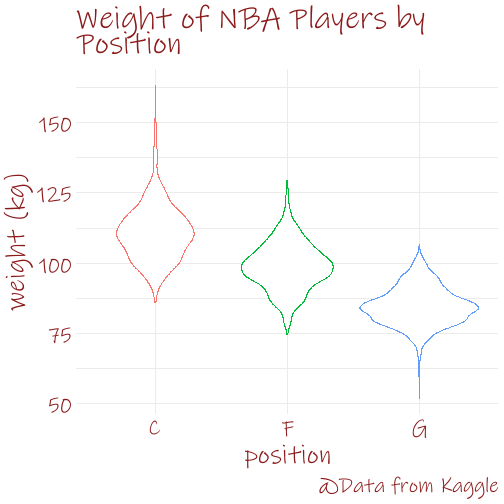 Weight of NBA Players by
Position
weight (kg)
150
125
100
75
50
C F G
position
@Data from Kaggle